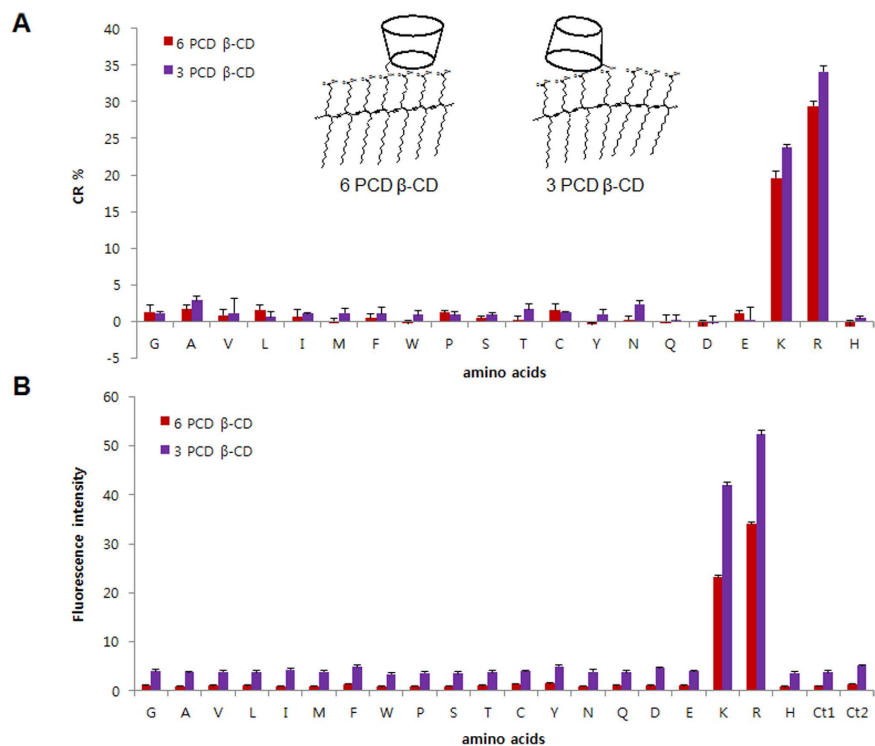 A
6 PCD β-CD
3 PCD β-CD
40
35
30
25
20
15
10
5
0
-5
CR %
6 PCD β-CD 3 PCD β-CD
G A V L I M F W P S T C Y N Q D E K R H
amino acids
B
6 PCD β-CD
3 PCD β-CD
60
50
40
30
20
10
0
Fluorescence intensity
G A V L I M F W P S T C Y N Q D E K R H Ct1 Ct2
amino acids